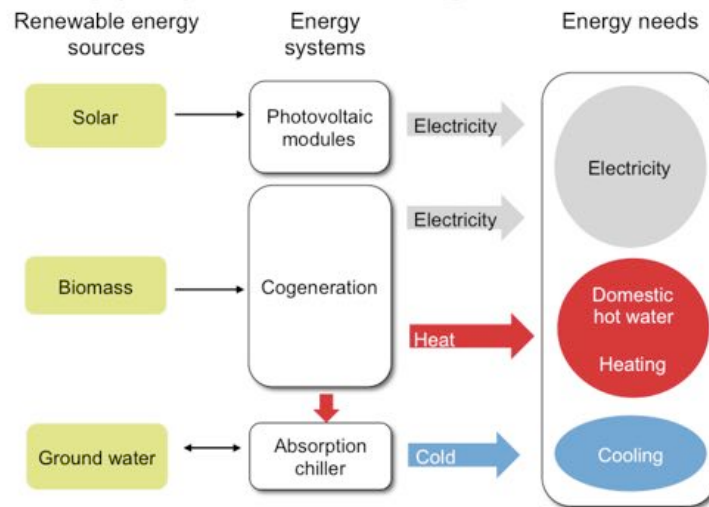 Renewable energy
sources
Energy
systems
Energy needs
Solar
Photovoltaic
modules
Electricity
Electricity
Electricity
Biomass
Cogeneration
Heat
Domestic
hot water
Heating
Ground water
Absorption
chiller
Cold
Cooling